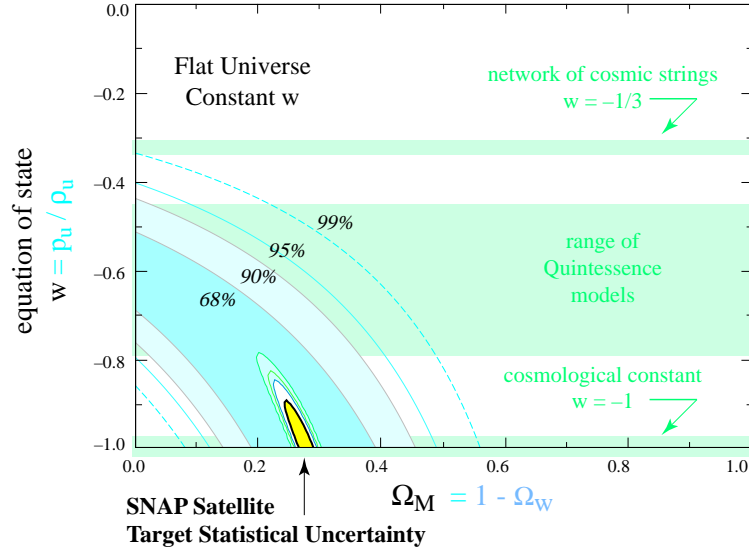 0.0
−0.2
−0.4
−0.6
−0.8
−1.0
equation of state
w = pu / ρu
Flat Universe
Constant w
network of cosmic strings
w = −1/3
99%
95%
90%
68%
range of
Quintessence
models
cosmological constant
w = −1
0.0
0.2
0.4
0.6
0.8
1.0
ΩM = 1 - Ωw
SNAP Satellite
Target Statistical Uncertainty